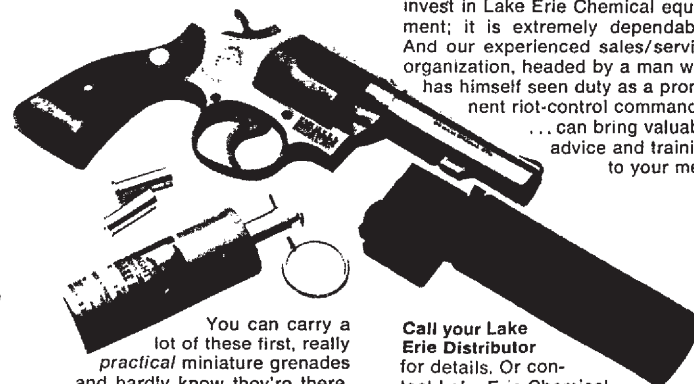 invest in Lake Erie Chemical equ
ment; it is extremely dependab
And our experienced sales/servi
organization, headed by a man w
has himself seen duty as a pron
nent riot-control command
... can bring valuab
advice and traini
to your me
You can carry a
lot of these first, really
practical miniature grenades
and hardly know they're there.
Call your Lake
Erie Distributor
for details. Or con-
tact Lake Erie Chemical